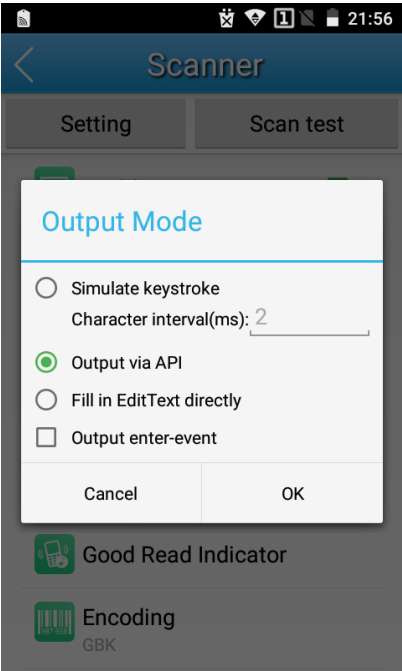 21:56
Scanner
Setting
Scan test
Output Mode
Simulate keystroke
Character interval(ms): 2
Output via API
Fill in EditText directly
Output enter-event
Cancel
OK
Good Read Indicator
Encoding
GBK